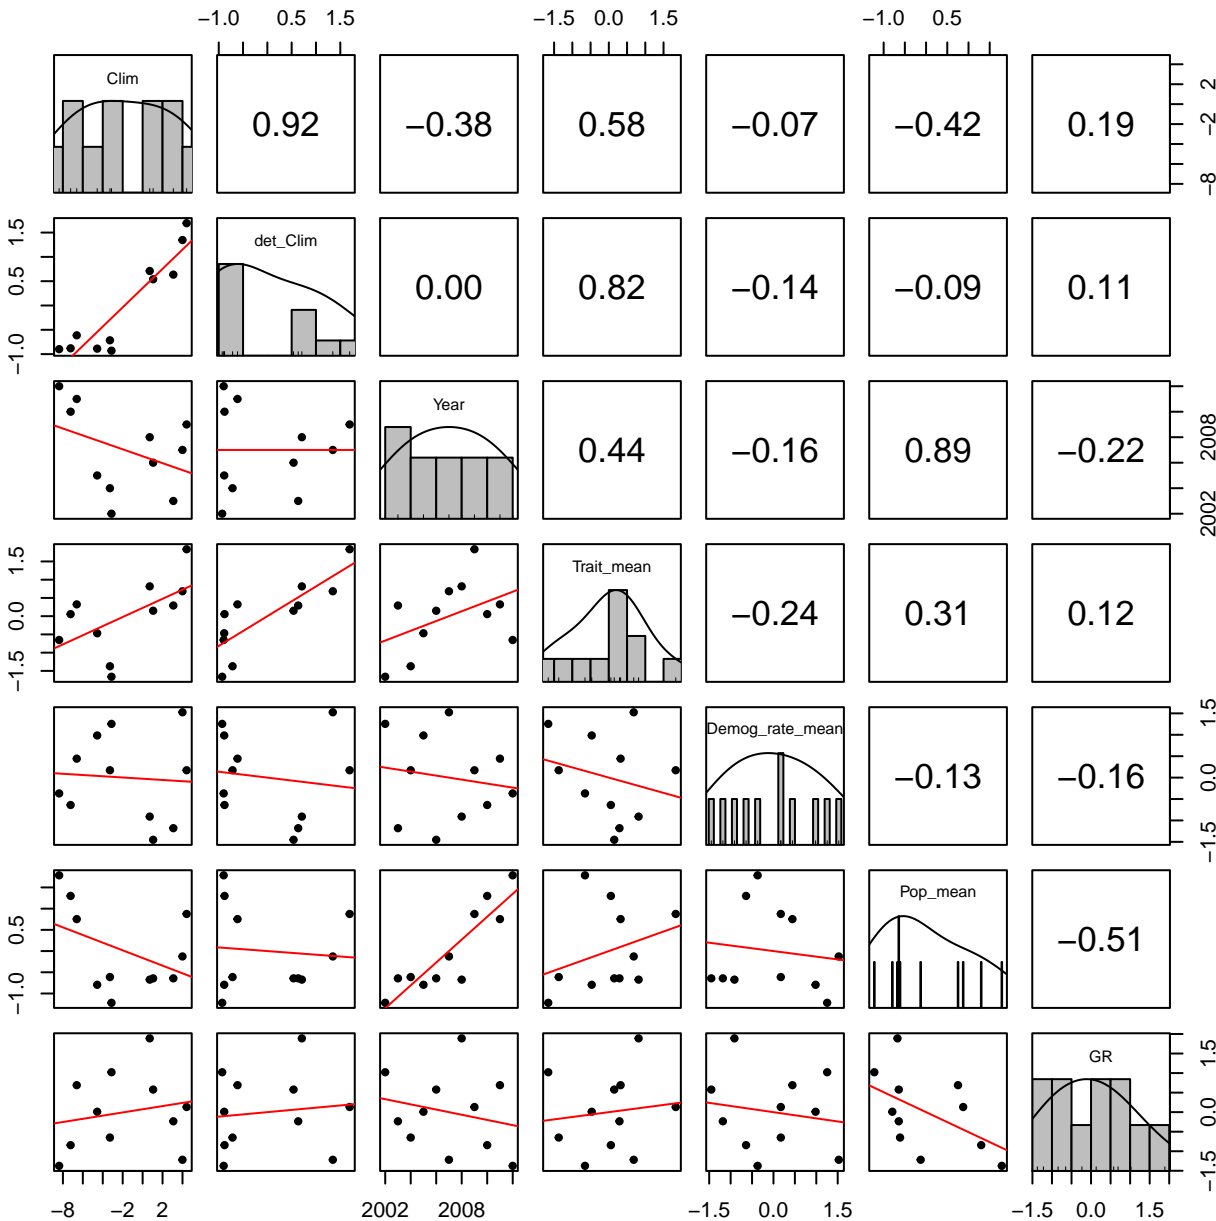 −1.0 0.5 1.5 −1.5 0.0 1.5 −1.0 0.5
Clim 0.92 −0.38 0.58 −0.07 −0.42 0.19 −8 −2 2
−1.0 0.5 1.5 det_Clim 0.00 0.82 −0.14 −0.09 0.11
Year 0.44 −0.16 0.89 −0.22 2002 2008
−1.5 0.0 1.5 Trait_mean −0.24 0.31 0.12
Demog_rate_mean −0.13 −0.16 −1.5 0.0 1.5
−1.0 0.5 Pop_mean −0.51
GR −1.5 0.0 1.5
−8 −2 2 2002 2008 −1.5 0.0 1.5 −1.5 0.0 1.5